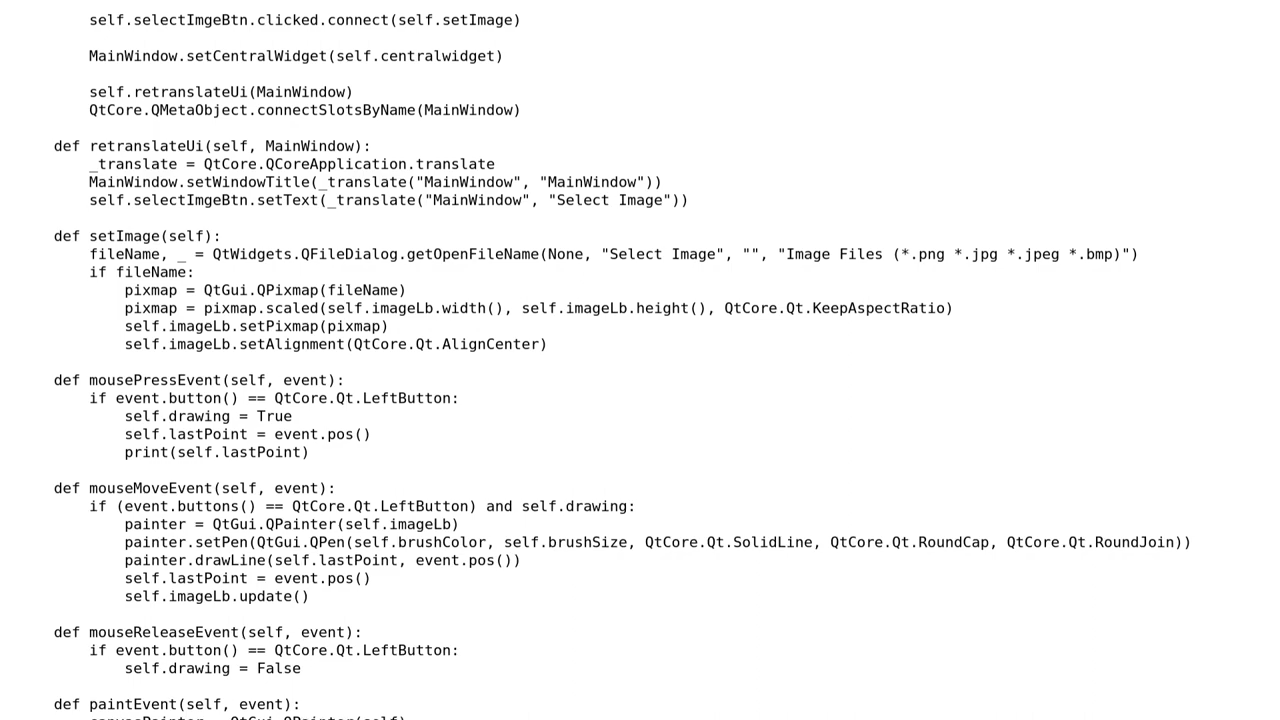 self.selectImgeBtn.clicked.connect(self.setImage)
MainWindow.setCentralWidget(self.centralwidget)
self.retranslateUi(MainWindow)
QtCore.QMetaObject.connectSlotsByName(MainWindow)
def retranslateUi(self, MainWindow):
_translate = QtCore.QCoreApplication.translate
MainWindow.setWindowTitle(_translate("MainWindow", "MainWindow"))
self.selectImgeBtn.setText(_translate("MainWindow", "Select Image"))
def setImage(self):
fileName, _ = QtWidgets.QFileDialog.getOpenFileName(None, "Select Image", "", "Image Files (*.png *.jpg *.jpeg *.bmp)")
if fileName:
pixmap = QtGui.QPixmap(fileName)
pixmap = pixmap.scaled(self.imageLb.width(), self.imageLb.height(), QtCore.Qt.KeepAspectRatio)
self.imageLb.setPixmap(pixmap)
self.imageLb.setAlignment(QtCore.Qt.AlignCenter)
def mousePressEvent(self, event):
if event.button() == QtCore.Qt.LeftButton:
self.drawing = True
self.lastPoint = event.pos()
print(self.lastPoint)
def mouseMoveEvent(self, event):
if (event.buttons() == QtCore.Qt.LeftButton) and self.drawing:
painter = QtGui.QPainter(self.imageLb)
painter.setPen(QtGui.QPen(self.brushColor, self.brushSize, QtCore.Qt.SolidLine, QtCore.Qt.RoundCap, QtCore.Qt.RoundJoin))
painter.drawLine(self.lastPoint, event.pos())
self.lastPoint = event.pos()
self.imageLb.update()
def mouseReleaseEvent(self, event):
if event.button() == QtCore.Qt.LeftButton:
self.drawing = False
def paintEvent(self, event):